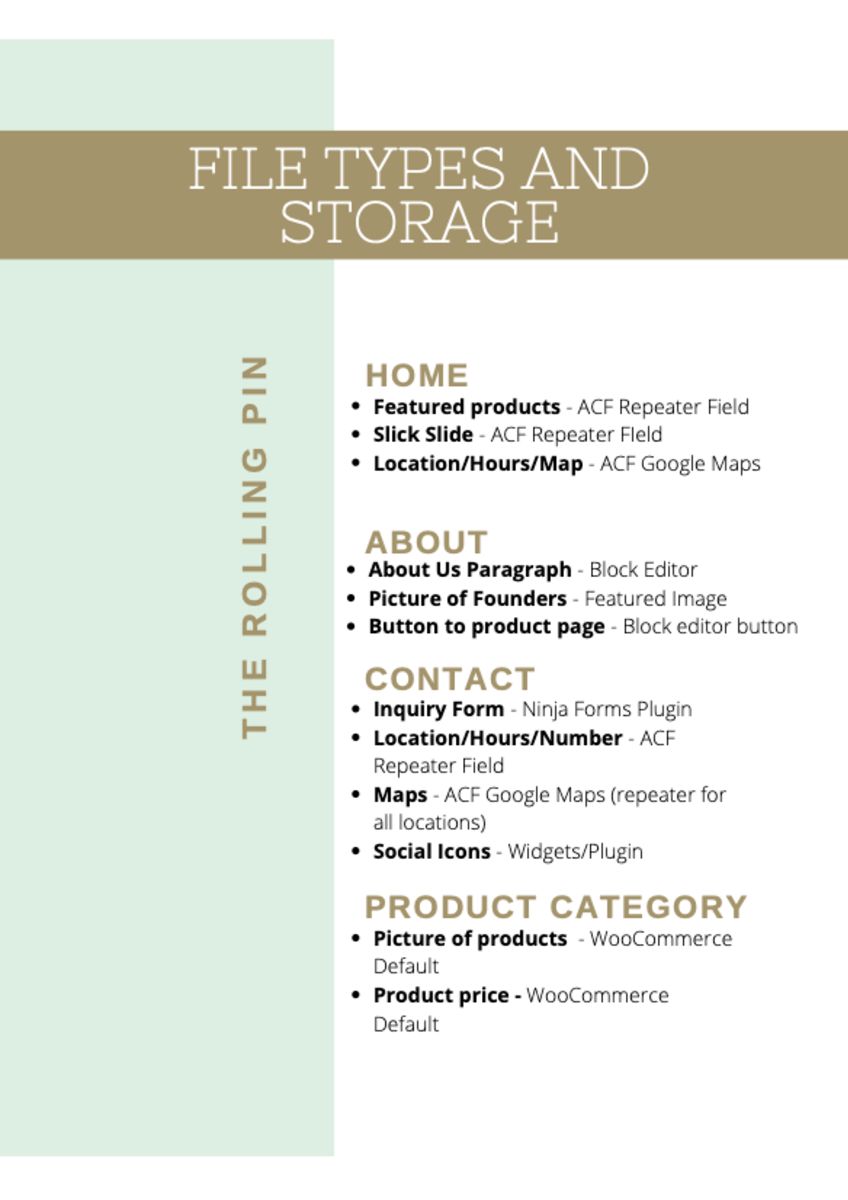 FILE TYPES AND
STORAGE
THE ROLLING PIN
HOME
• Featured products - ACF Repeater Field
• Slick Slide - ACF Repeater FIeld
• Location/Hours/Map - ACF Google Maps
ABOUT
• About Us Paragraph - Block Editor
• Picture of Founders - Featured Image
• Button to product page - Block editor button
CONTACT
• Inquiry Form - Ninja Forms Plugin
• Location/Hours/Number - ACF
Repeater Field
• Maps - ACF Google Maps (repeater for
all locations)
• Social Icons - Widgets/Plugin
PRODUCT CATEGORY
• Picture of products - WooCommerce
Default
• Product price - WooCommerce
Default